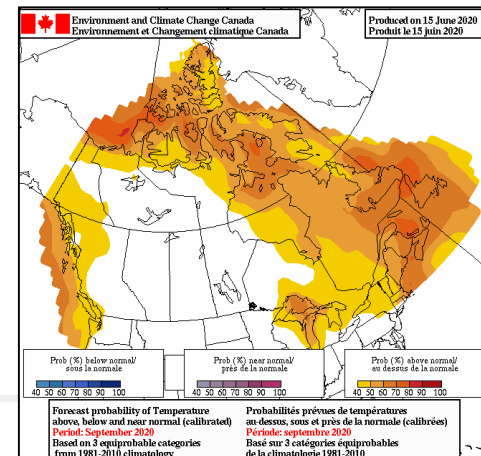 Environment and Climate Change Canada
Environnement et Changement climatique Canada
Produced on 15 June 2020
Produit le 15 juin 2020
Prob (%) below normal/
sous la normale
40 50 60 70 80 90 100
Prob (%) near normal/
près de la normale
40 50 60 70 80 90 100
Prob (%) above normal/
au dessus de la normale
40 50 60 70 80 90 100
Forecast probability of Temperature
above, below and near normal (calibrated)
Period: September 2020
Based on 3 equiprobable categories
from 1981-2010 climatology
Probabilités prévues de températures
au-dessus, sous et près de la normale (calibrées)
Période: septembre 2020
Basé sur 3 catégories équiprobables
de la climatologie 1981-2010